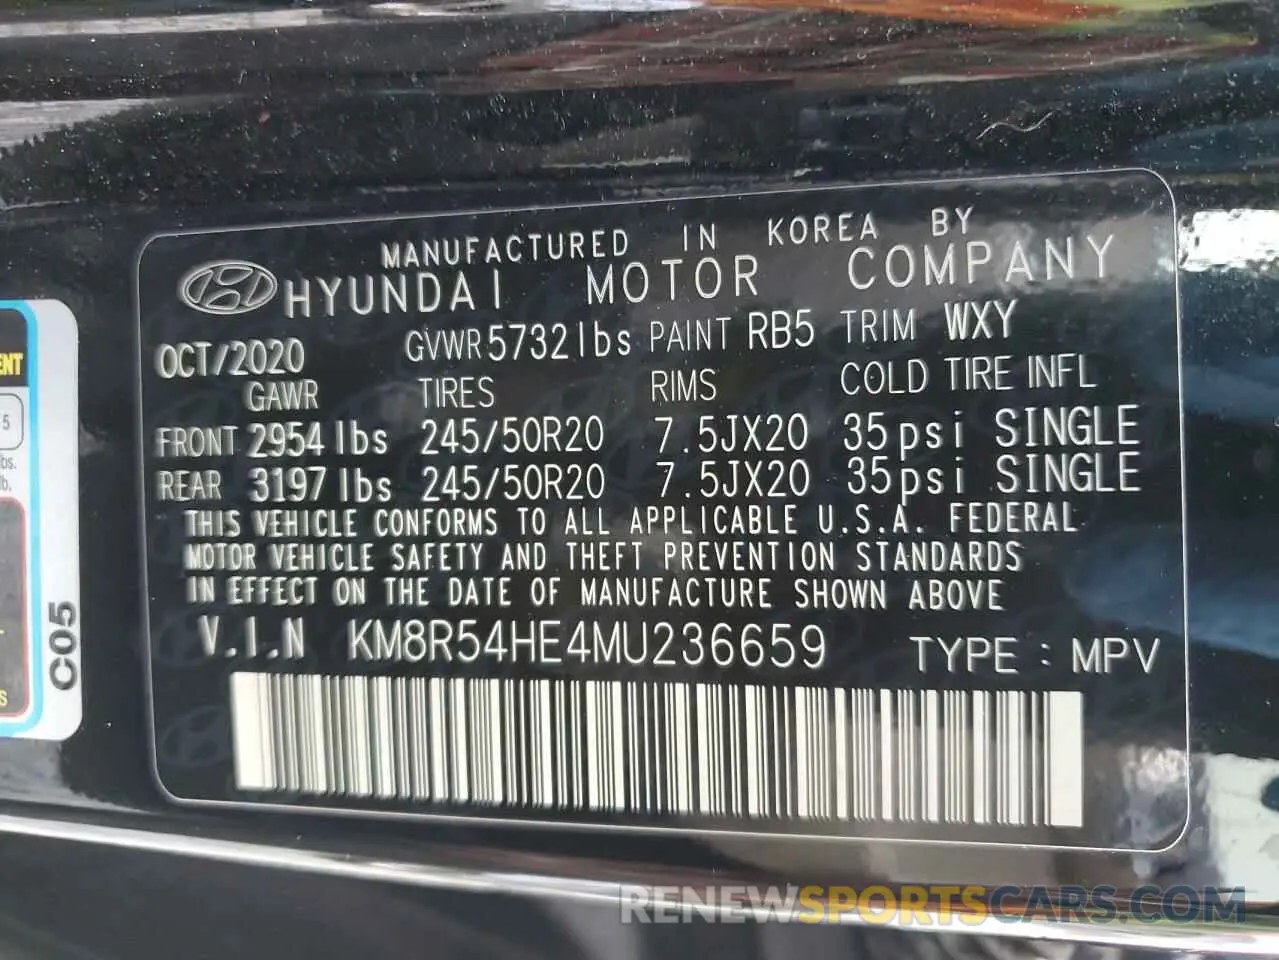 MANUFACTURED IN KOREA BY
HYUNDAI MOTOR COMPANY
OCT/2020 GVWR 5732lbs PAINT RB5 TRIM WXY
GAWR TIRES RIMS COLD TIRE INFL
FRONT 2954 lbs 245/50R20 7.5JX20 35psi SINGLE
REAR 3197 lbs 245/50R20 7.5JX20 35psi SINGLE
THIS VEHICLE CONFORMS TO ALL APPLICABLE U.S.A. FEDERAL
MOTOR VEHICLE SAFETY AND THEFT PREVENTION STANDARDS
IN EFFECT ON THE DATE OF MANUFACTURE SHOWN ABOVE
V.I.N KM8R54HE4MU236659 TYPE : MPV
C05
5
lbs.
lb.
RENEWSPORTSCARS.COM